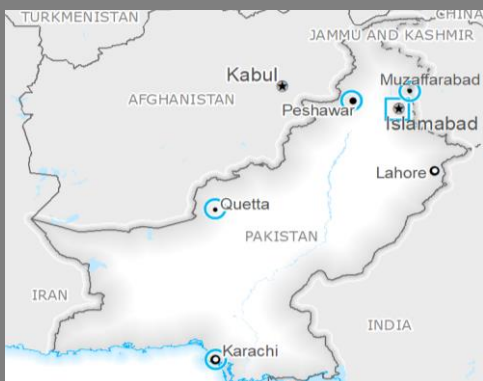 TURKMENISTAN
CHINA
JAMMU AND KASHMIR
Kabul
Muzaffarabad
AFGHANISTAN
Peshawar
Islamabad
Lahore
Quetta
PAKISTAN
IRAN
INDIA
Karachi